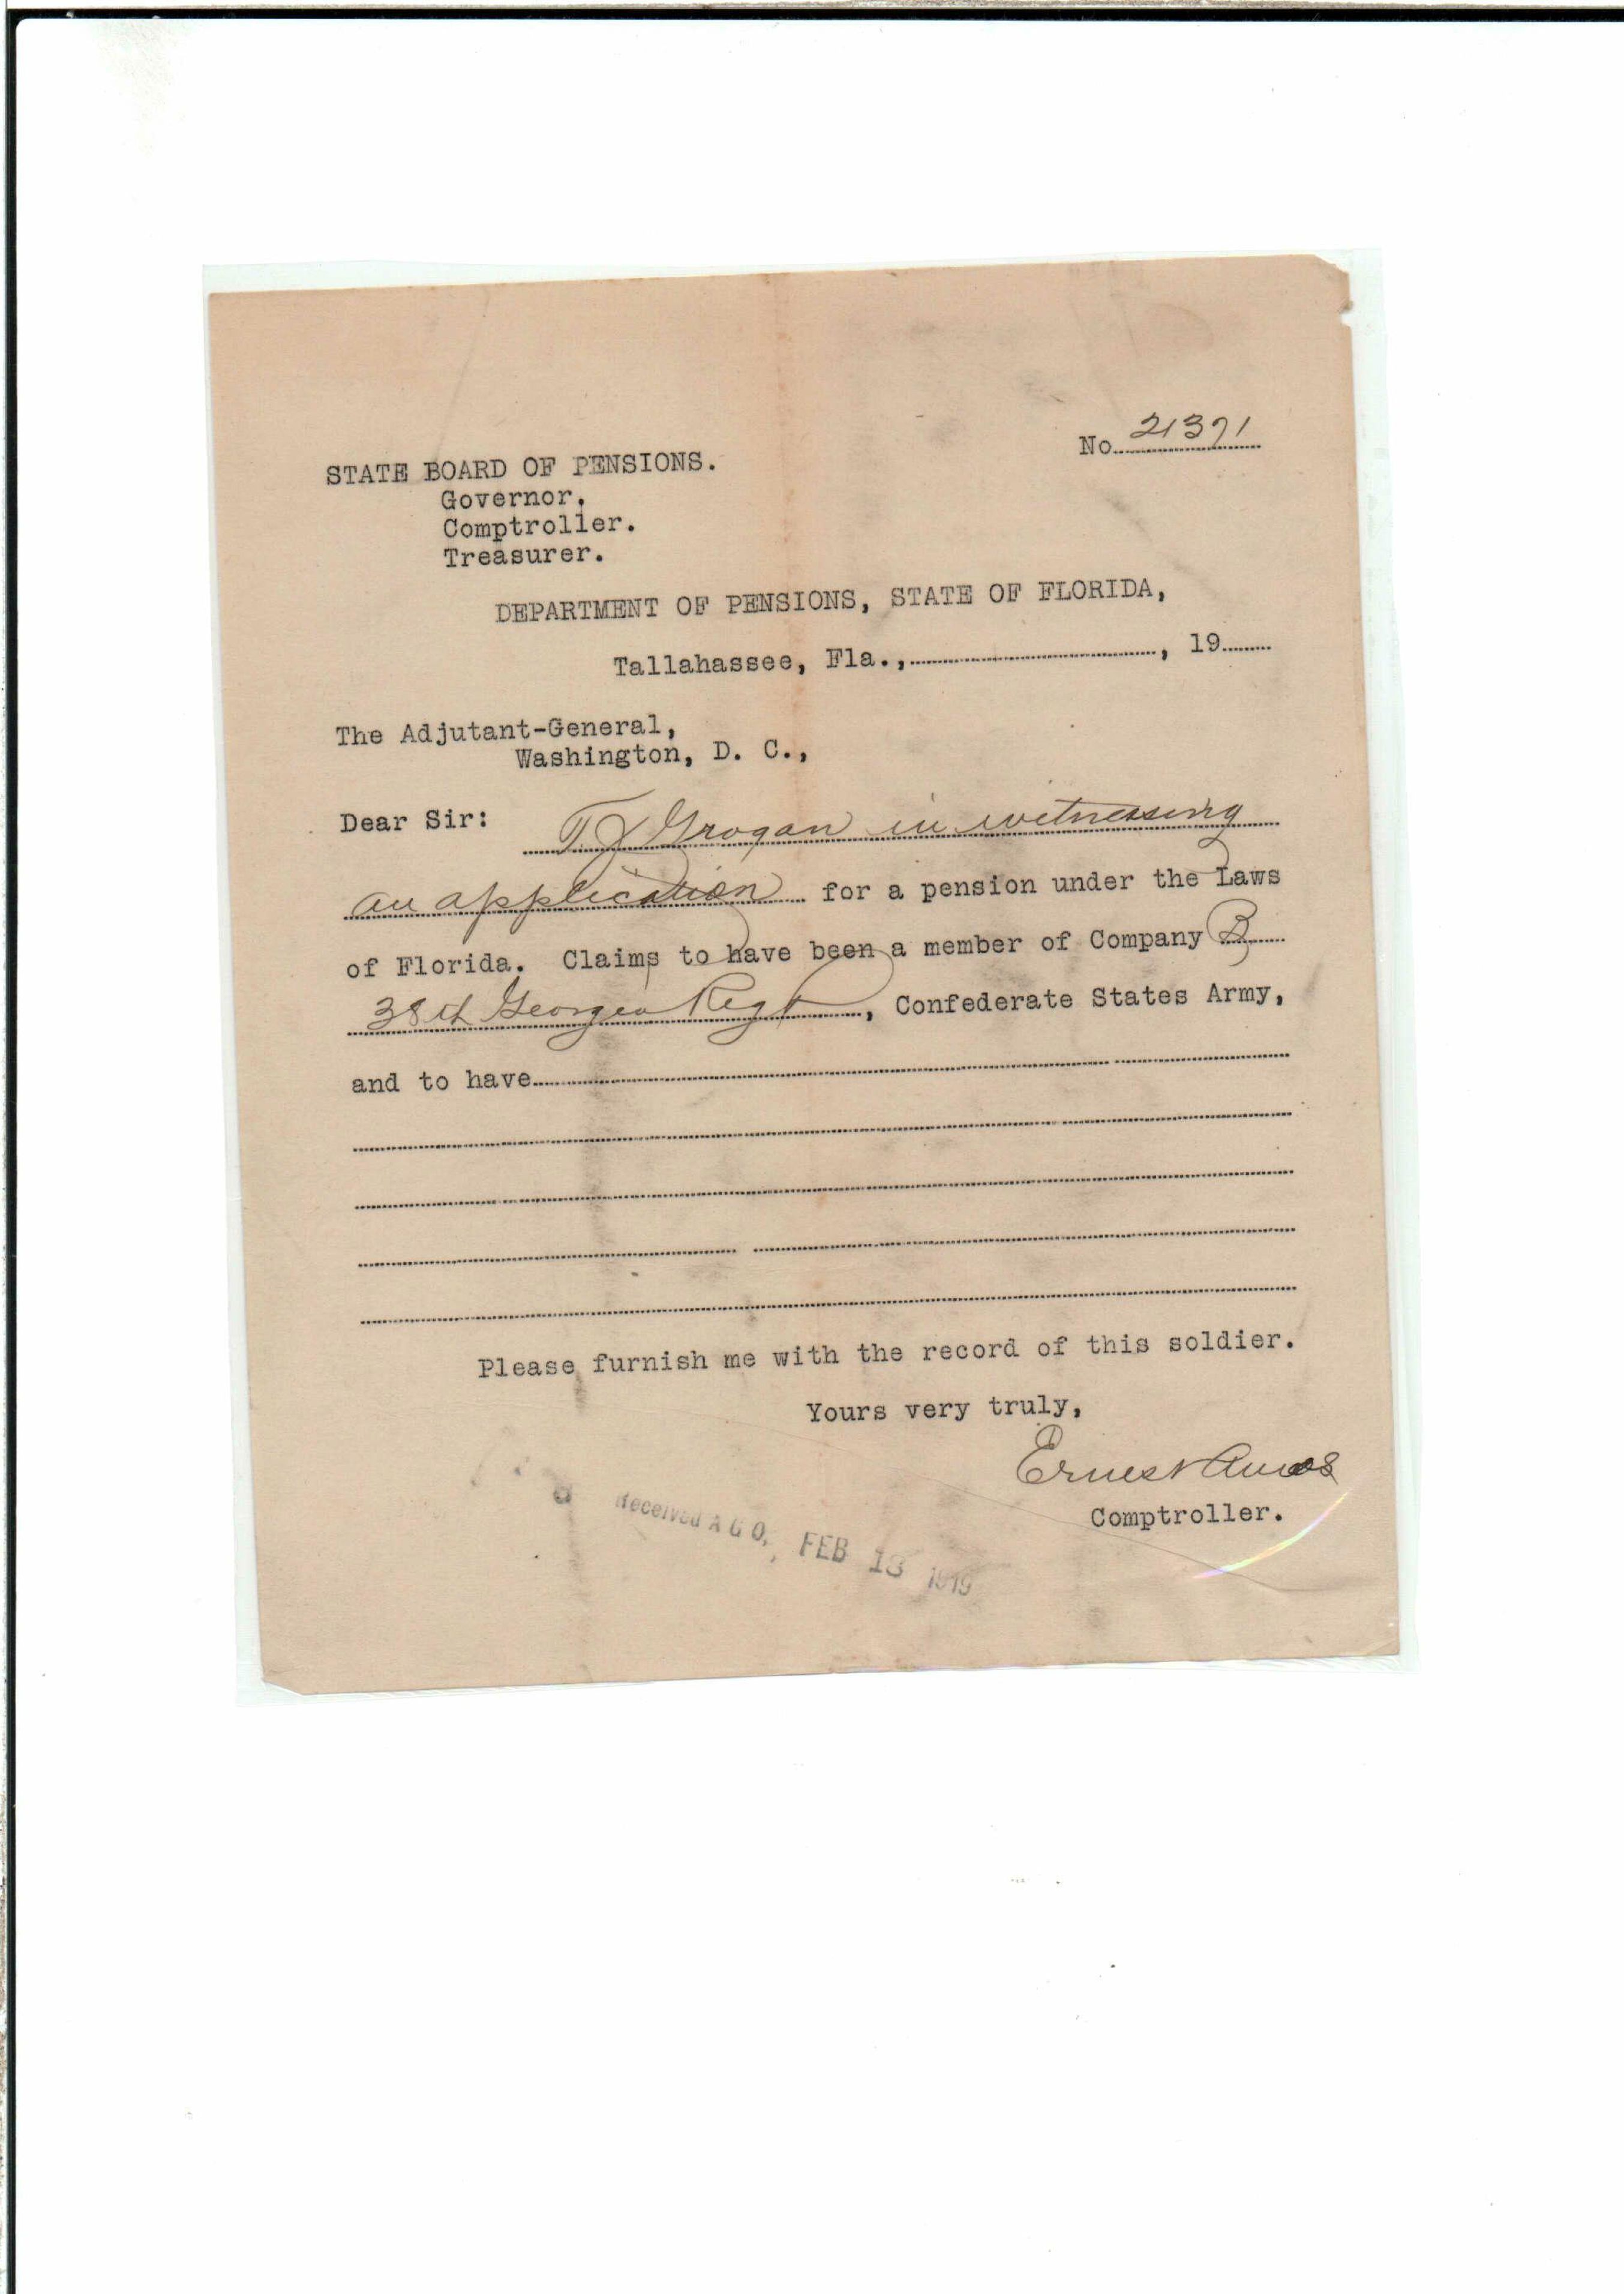 No. 21371
STATE BOARD OF PENSIONS.
Governor.
Comptroller.
Treasurer.
DEPARTMENT OF PENSIONS, STATE OF FLORIDA,
Tallahassee, Fla.,, 19
The Adjutant-General,
Washington, D. C.,
Dear Sir: T. J. Grogan in witnessing
an application for a pension under the Laws
of Florida. Claims to have been a member of Company B
38th Georgia Regt, Confederate States Army,
and to have
Please furnish me with the record of this soldier.
Yours very truly,
Ernest Amos
Comptroller.
Received A G O, FEB 13 1919